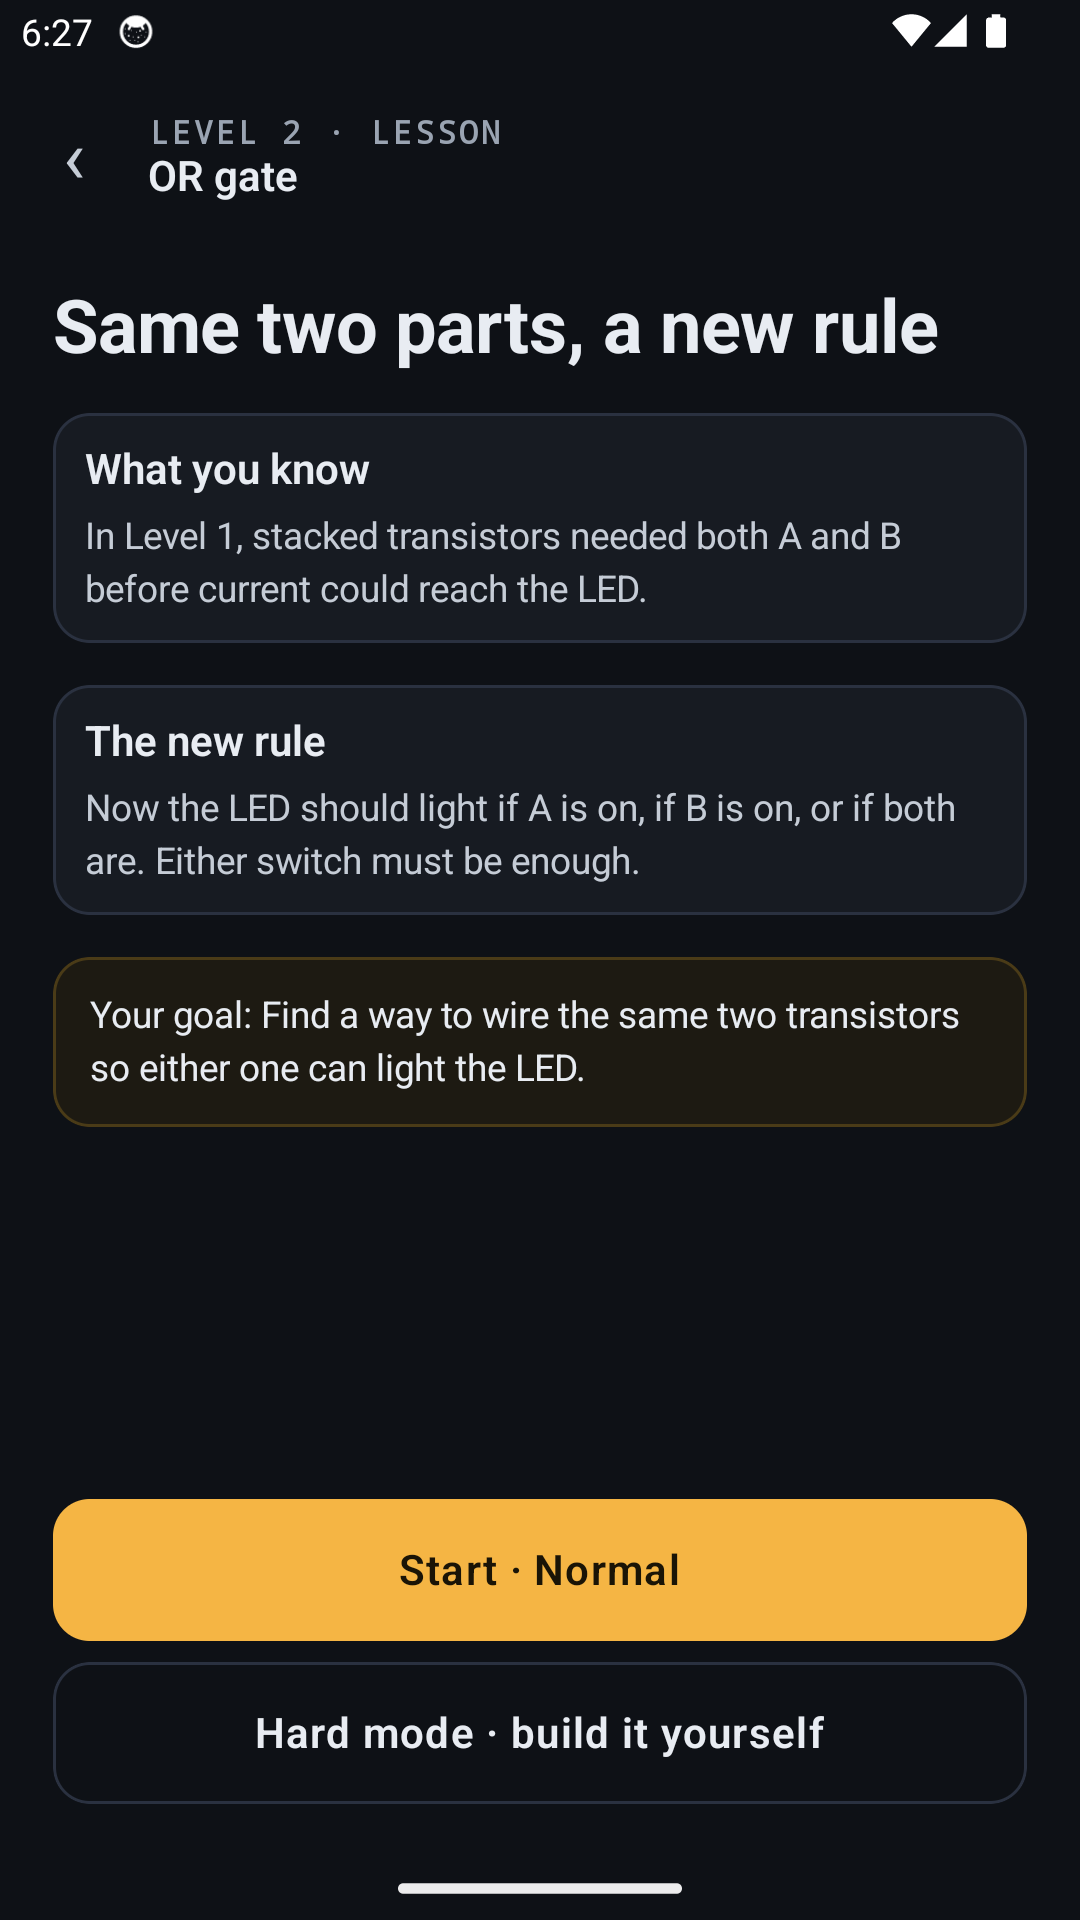 6:27
LEVEL 2 · LESSON
OR gate
Same two parts, a new rule
What you know
In Level 1, stacked transistors needed both A and B
before current could reach the LED.
The new rule
Now the LED should light if A is on, if B is on, or if both
are. Either switch must be enough.
Your goal: Find a way to wire the same two transistors
so either one can light the LED.
Start · Normal
Hard mode · build it yourself